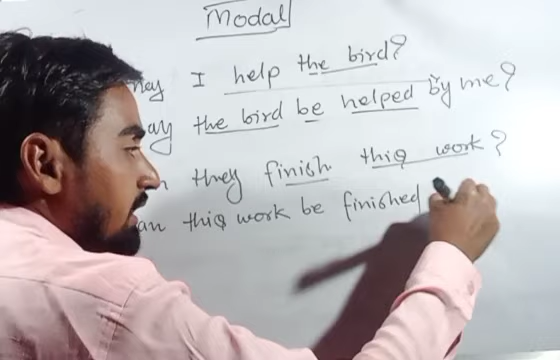 Modal
I help the bird?
the bird be helped by me?
they finish this work?
this work be finished